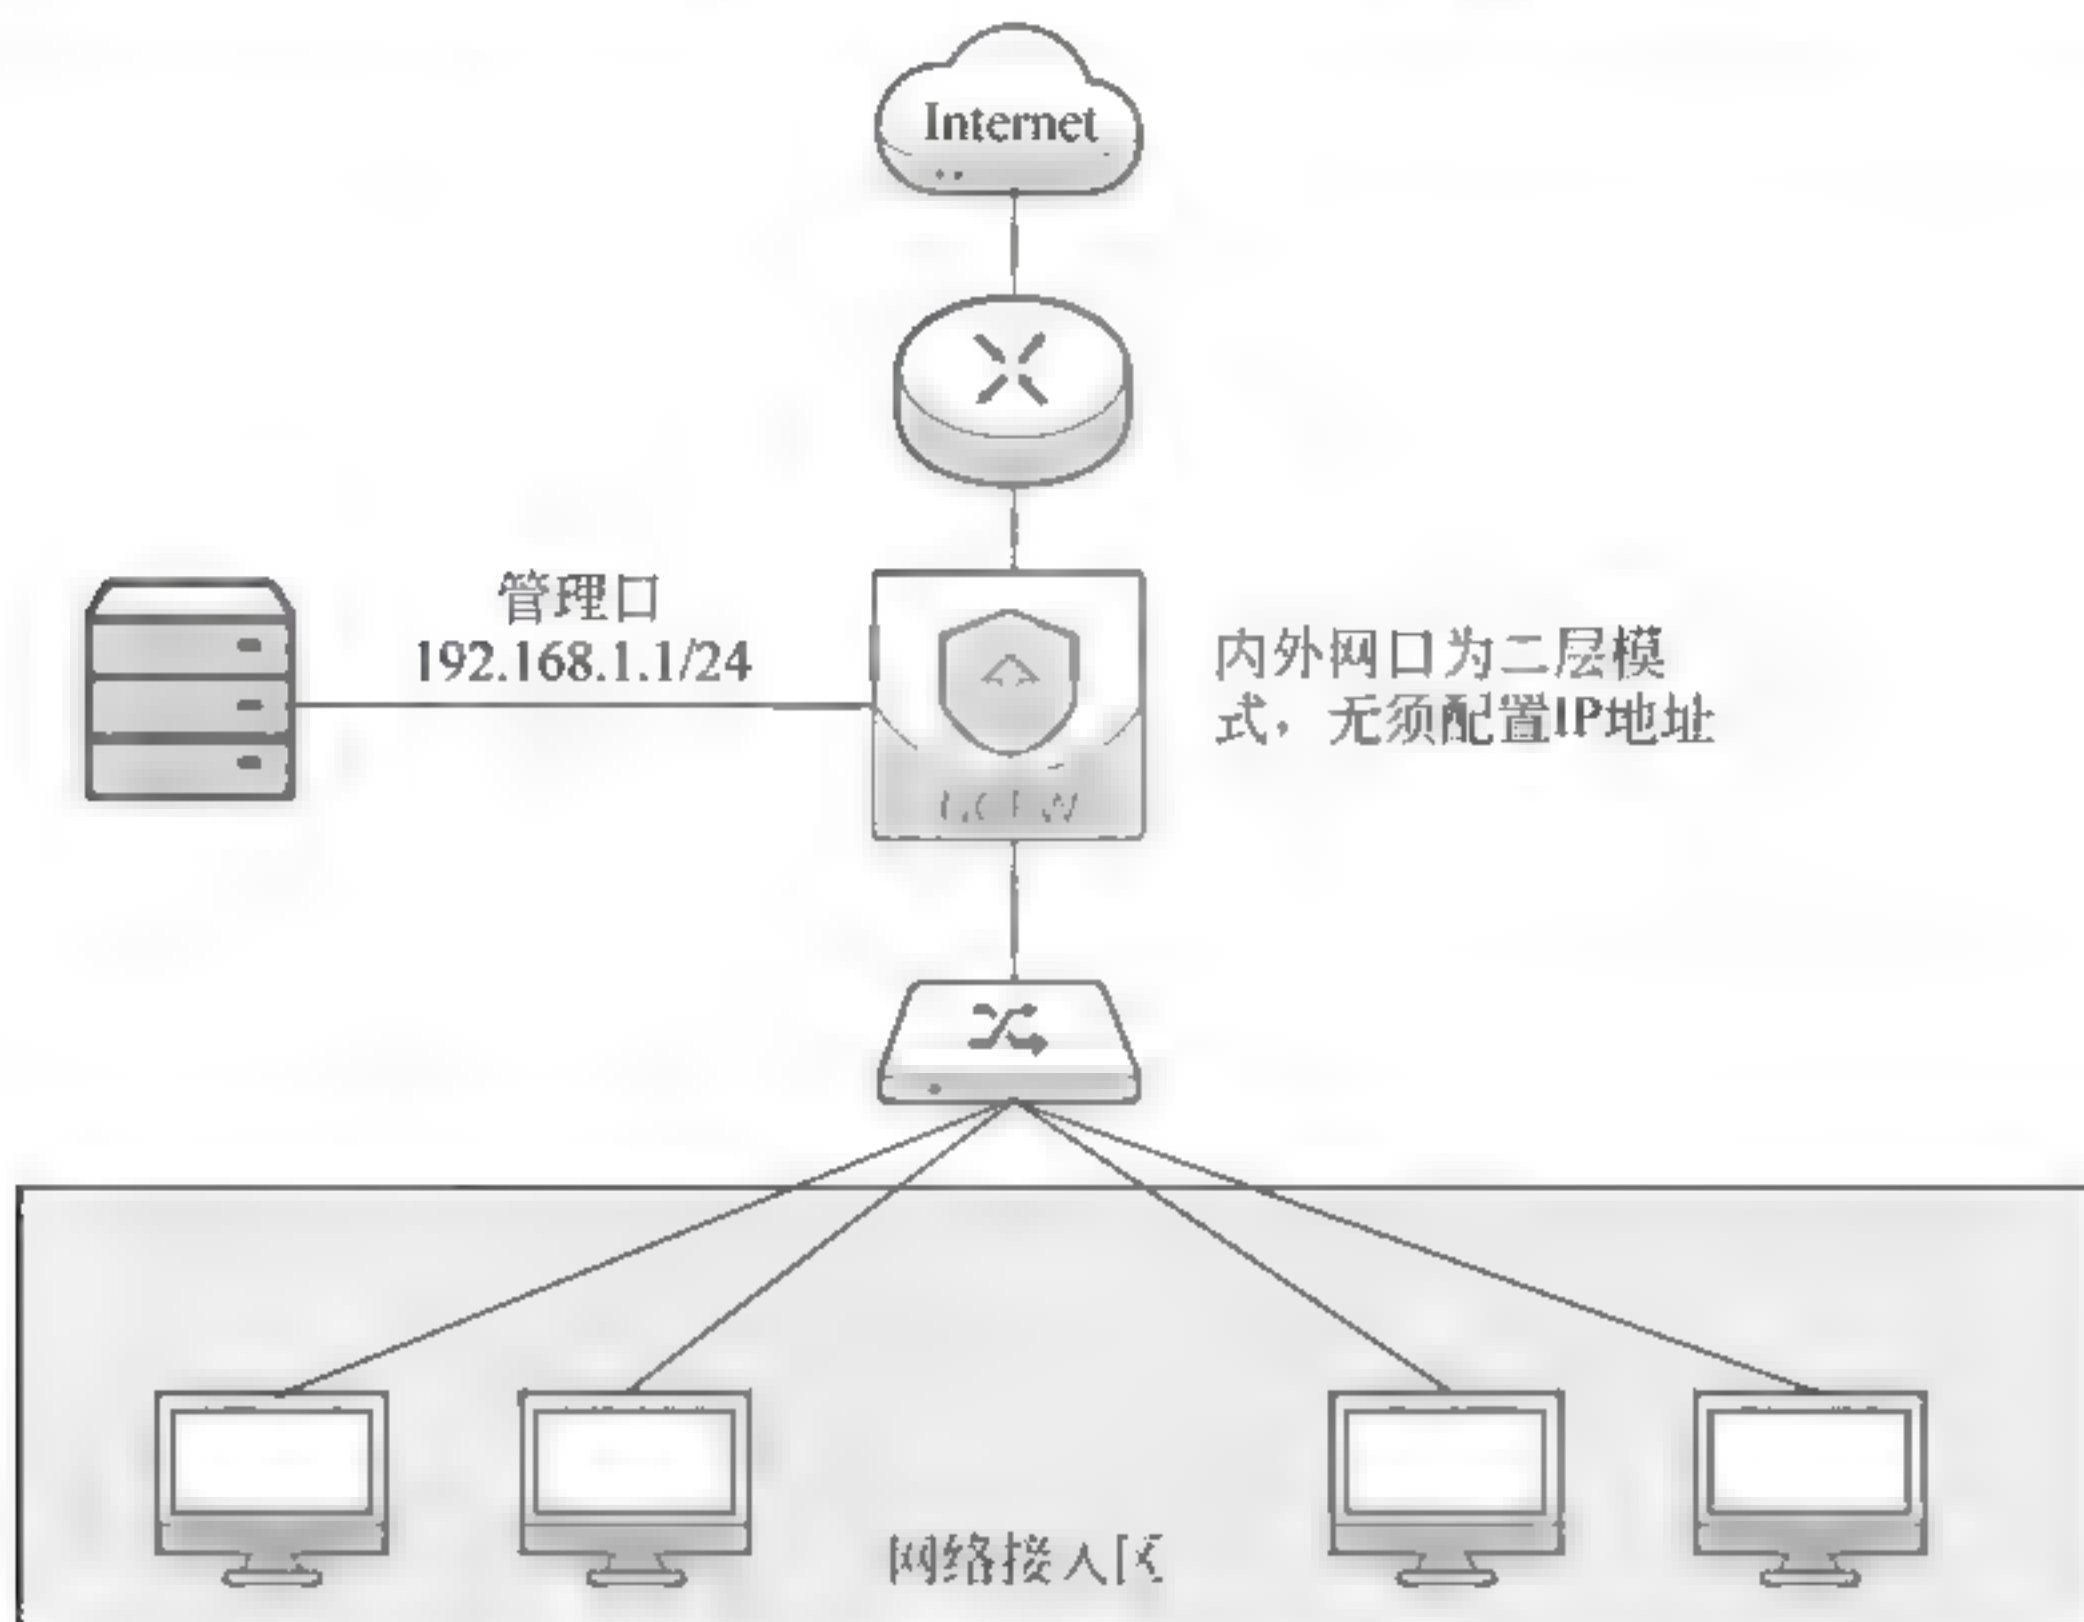 Internet
管理口
192.168.1.1/24
内外网口为二层模
式，无须配置IP地址
网络接入区